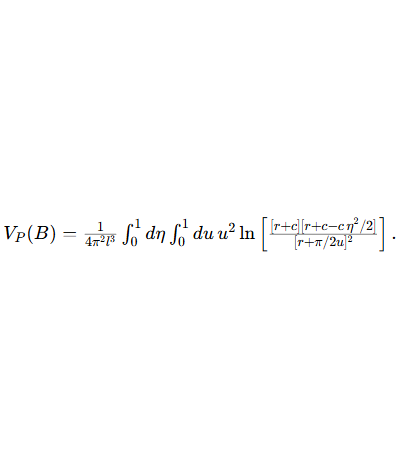 V_P(B) = \frac{1}{4\pi^2 l^3} \int_0^1 d\eta \int_0^1 du\, u^2 \ln \left[ \frac{[r+c][r+c-c\,\eta^2/2]}{[r+\pi/2u]^2} \right].